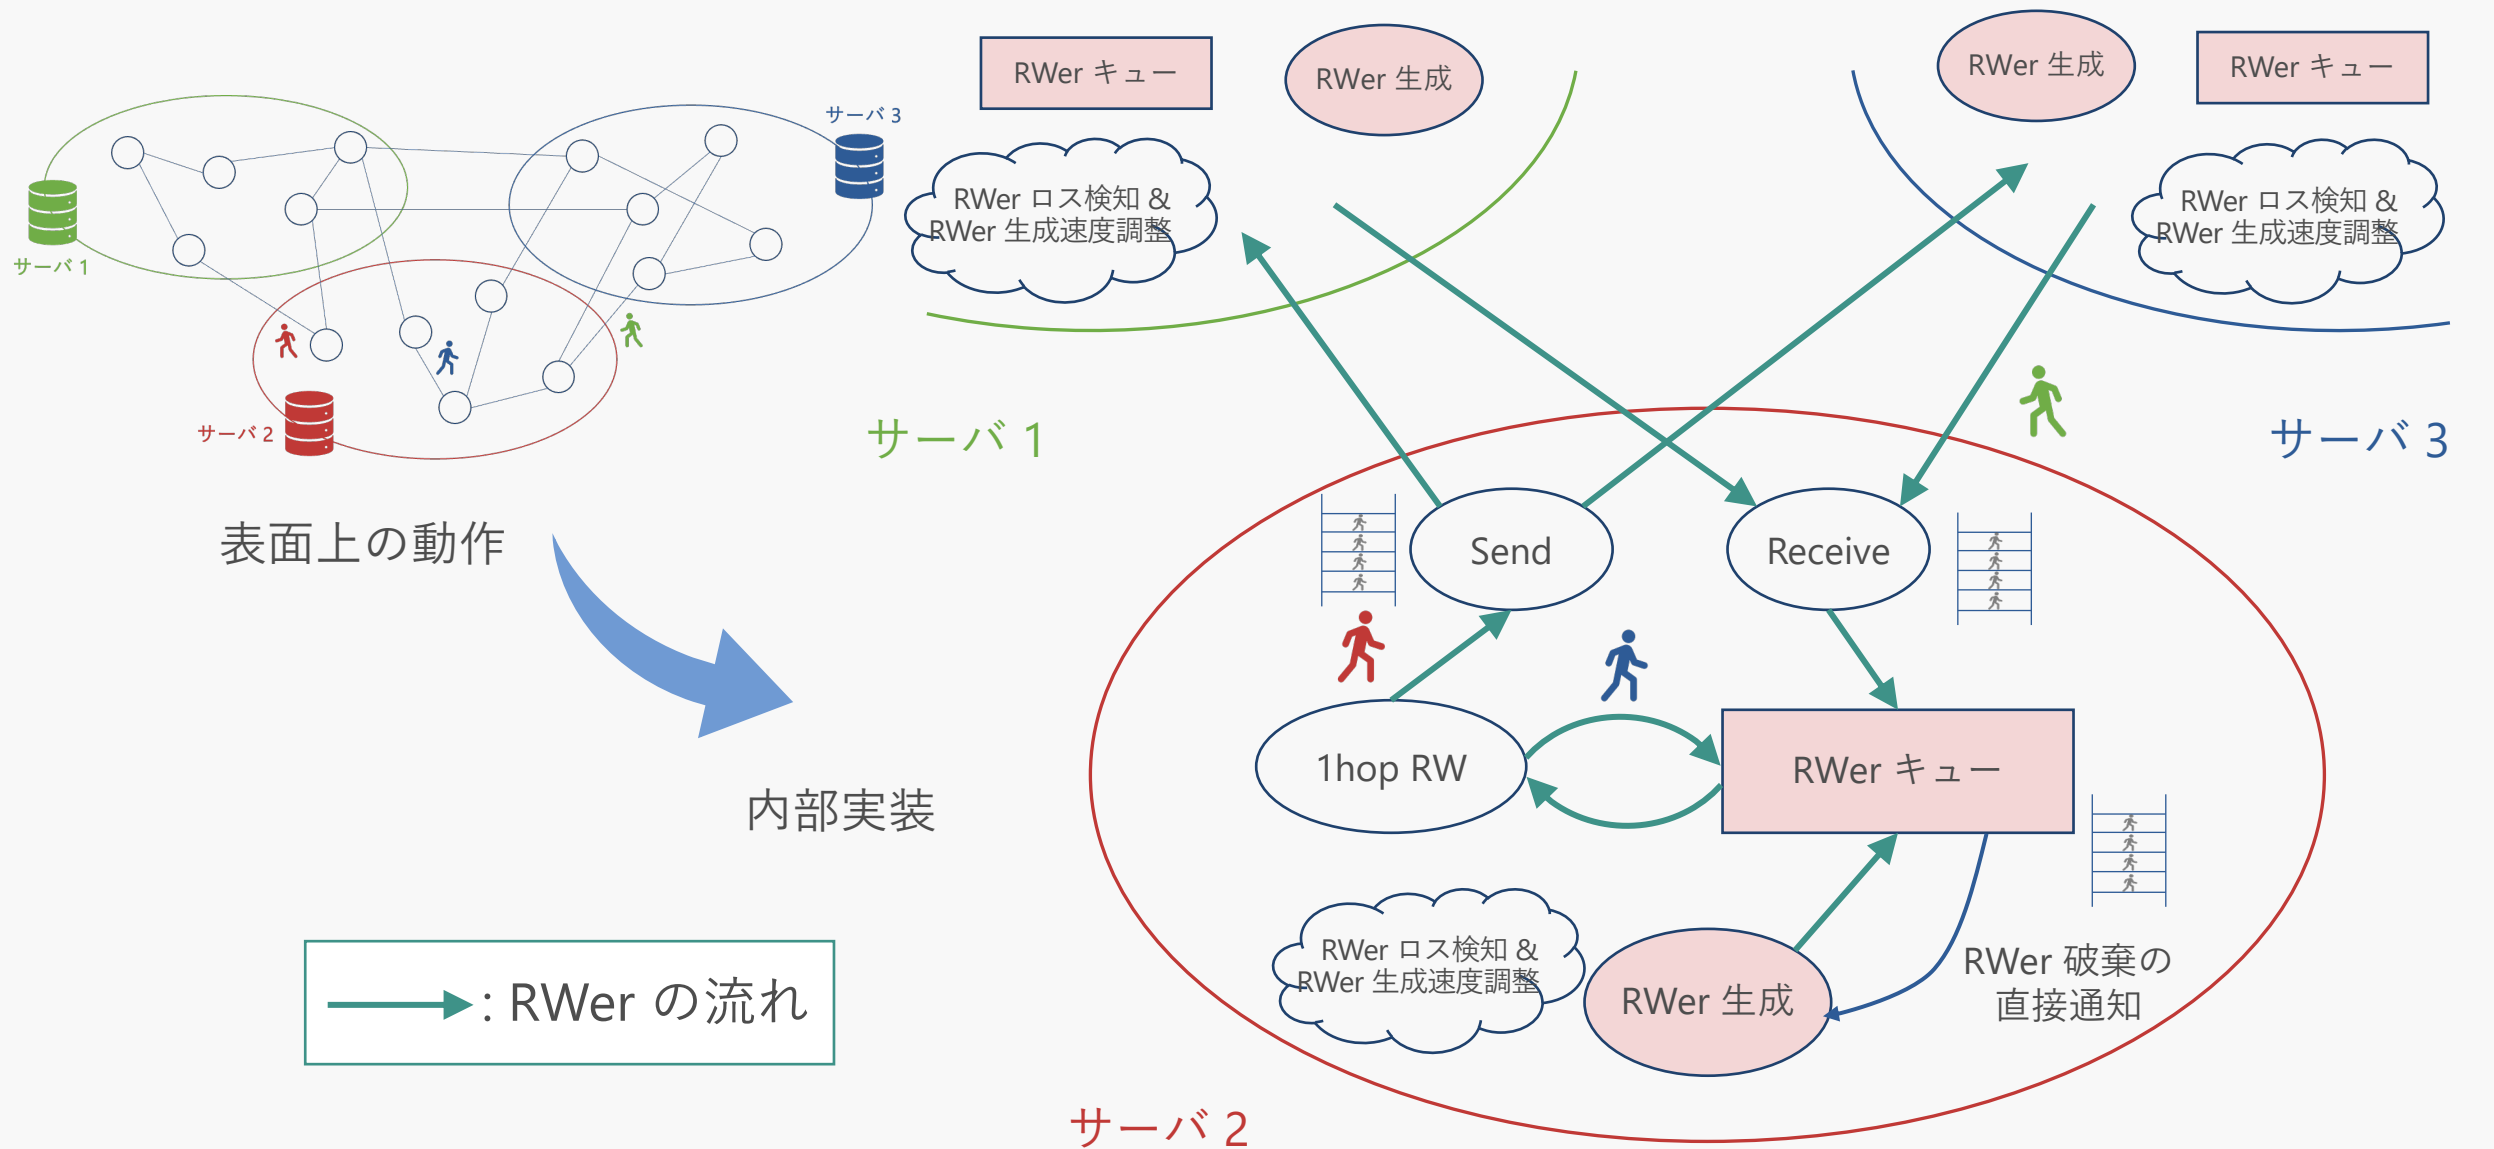 サーバ 1
サーバ 3
サーバ 2
表面上の動作
内部実装
: RWer の流れ
RWer キュー
RWer 生成
RWer ロス検知 &
RWer 生成速度調整
サーバ 1
RWer 生成
RWer キュー
RWer ロス検知 &
RWer 生成速度調整
サーバ 3
Send
Receive
1hop RW
RWer キュー
RWer ロス検知 &
RWer 生成速度調整
RWer 生成
RWer 破棄の
直接通知
サーバ 2